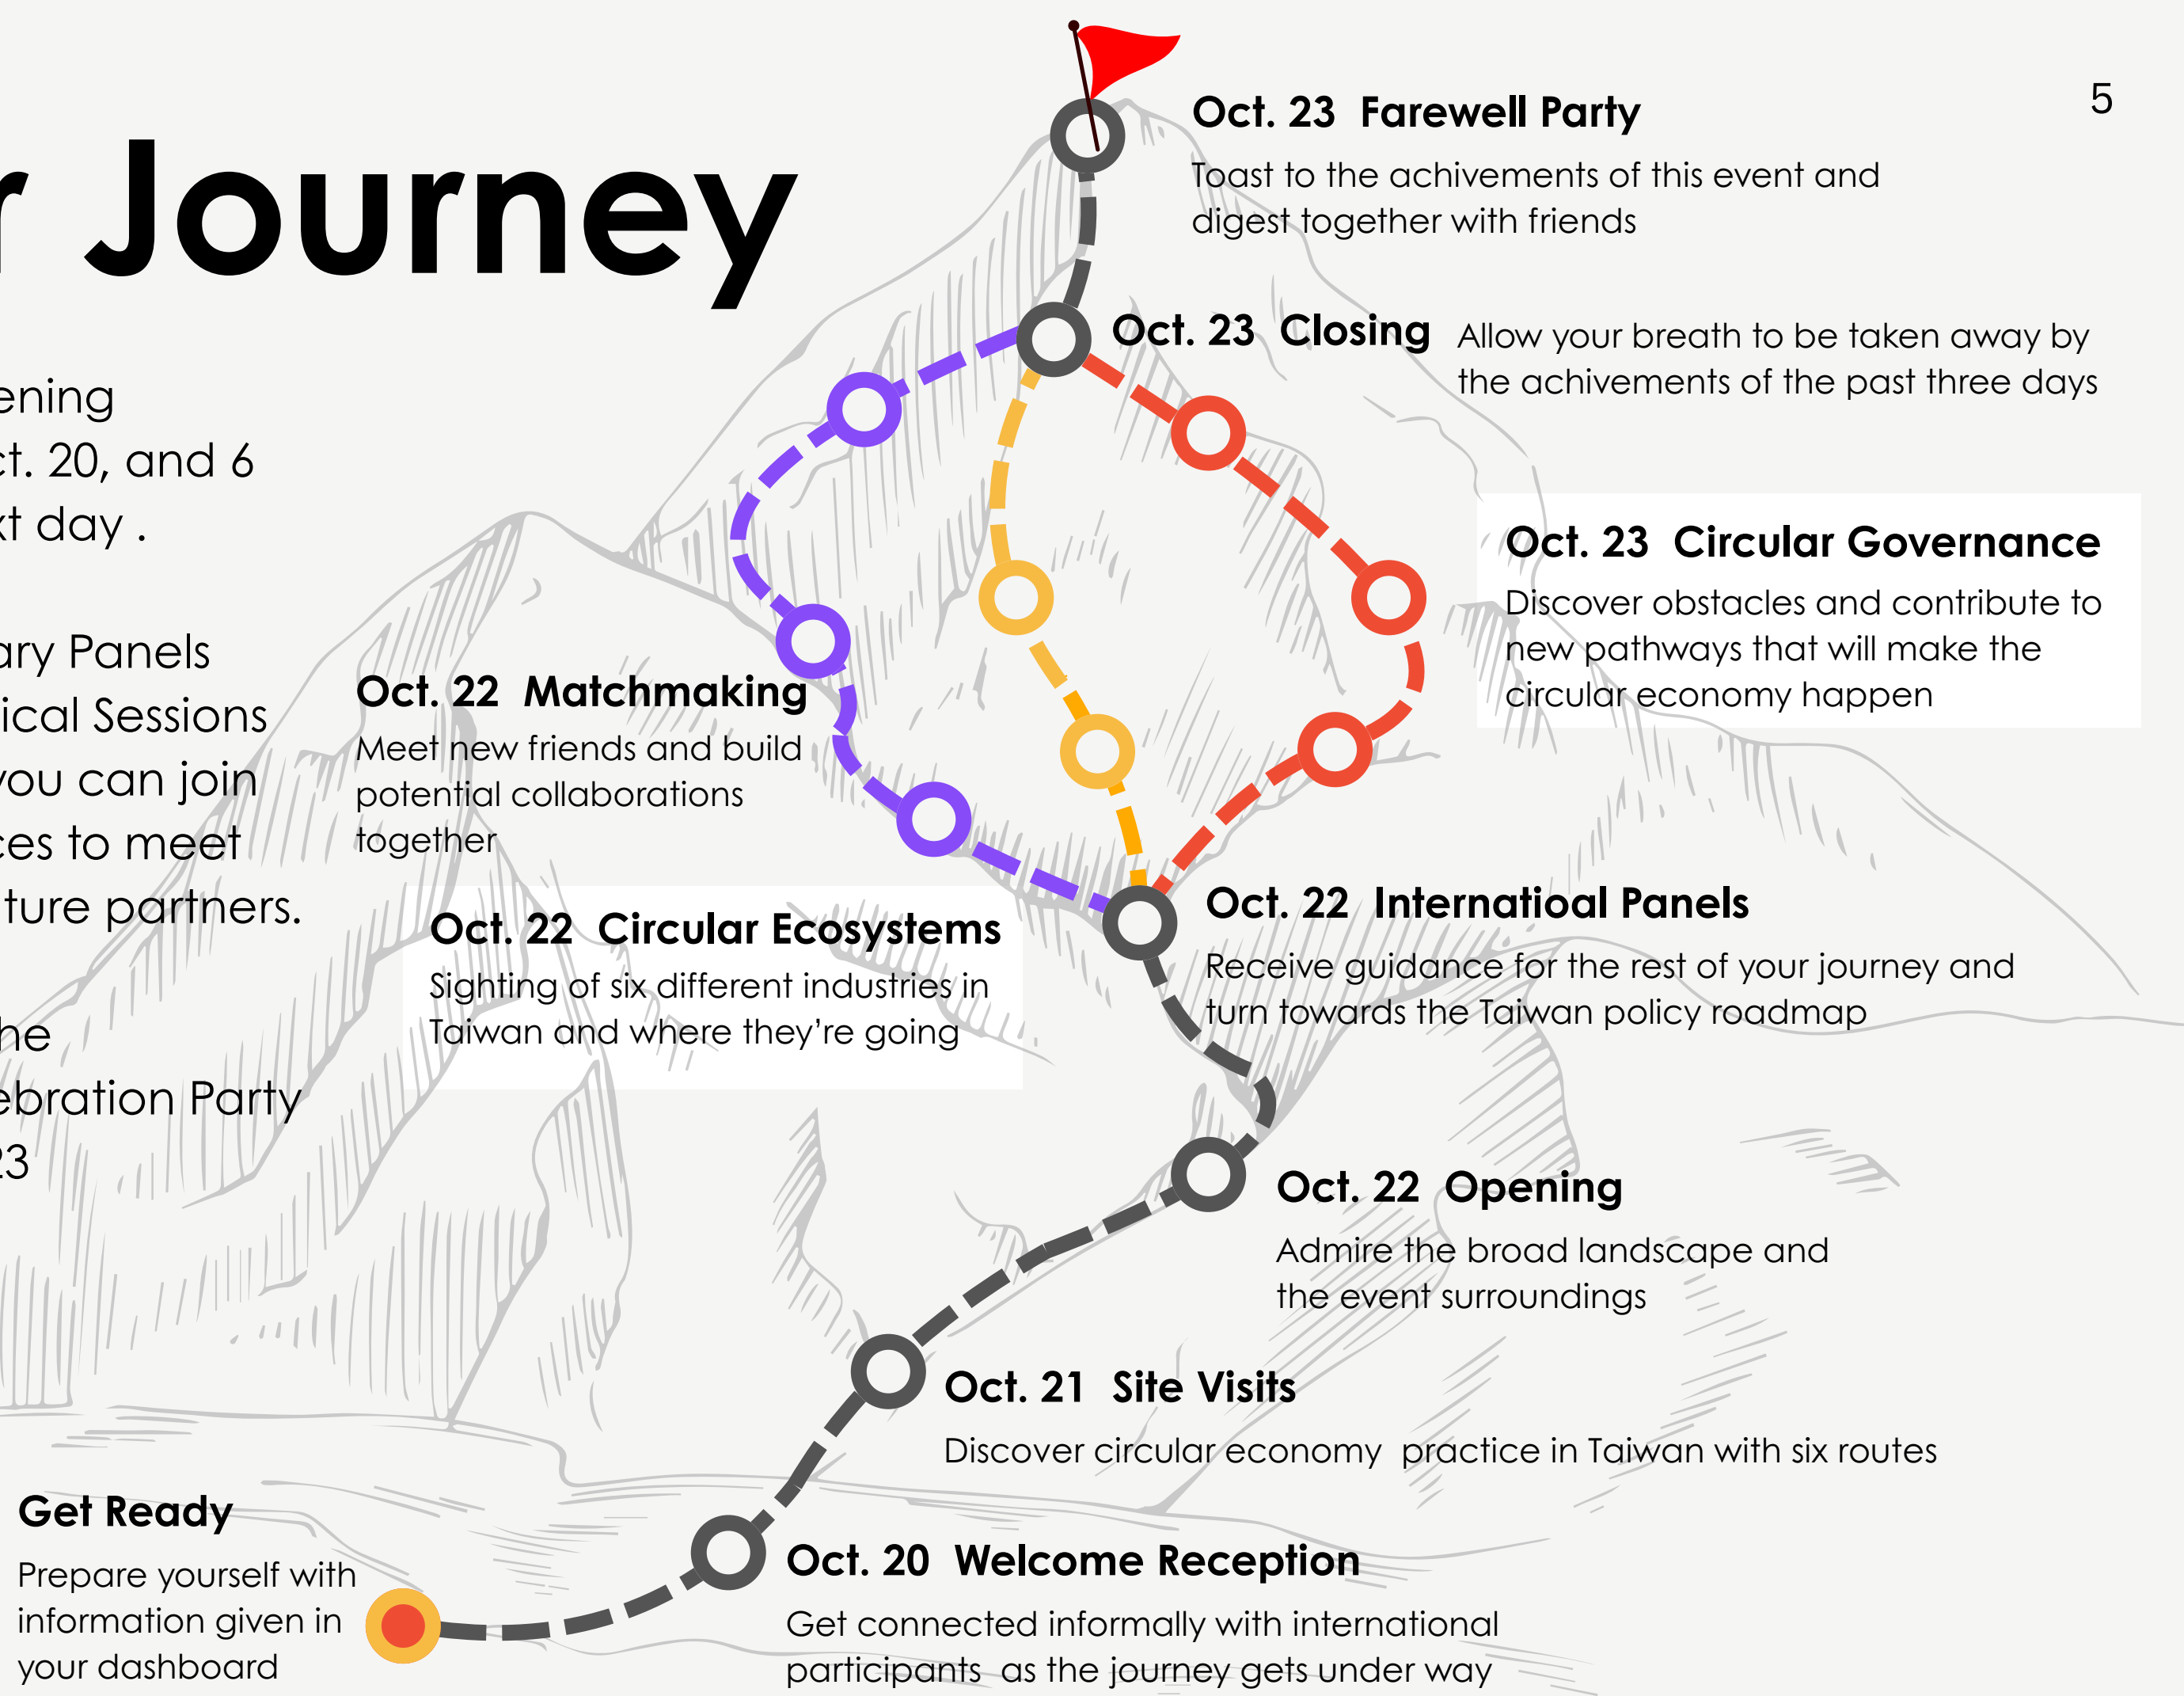 5
r Journey
ening
ct. 20, and 6
xt day .
ary Panels
ical Sessions
you can join
ces to meet
ture partners.
he
ebration Party
23
Oct. 23 Farewell Party
Toast to the achivements of this event and
digest together with friends
Oct. 23 Closing
Allow your breath to be taken away by
the achivements of the past three days
Oct. 23 Circular Governance
Discover obstacles and contribute to
new pathways that will make the
circular economy happen
Oct. 22 Matchmaking
Meet new friends and build
potential collaborations
together
Oct. 22 Circular Ecosystems
Sighting of six different industries in
Taiwan and where they’re going
Oct. 22 Internatioal Panels
Receive guidance for the rest of your journey and
turn towards the Taiwan policy roadmap
Oct. 22 Opening
Admire the broad landscape and
the event surroundings
Oct. 21 Site Visits
Discover circular economy practice in Taiwan with six routes
Get Ready
Prepare yourself with
information given in
your dashboard
Oct. 20 Welcome Reception
Get connected informally with international
participants as the journey gets under way